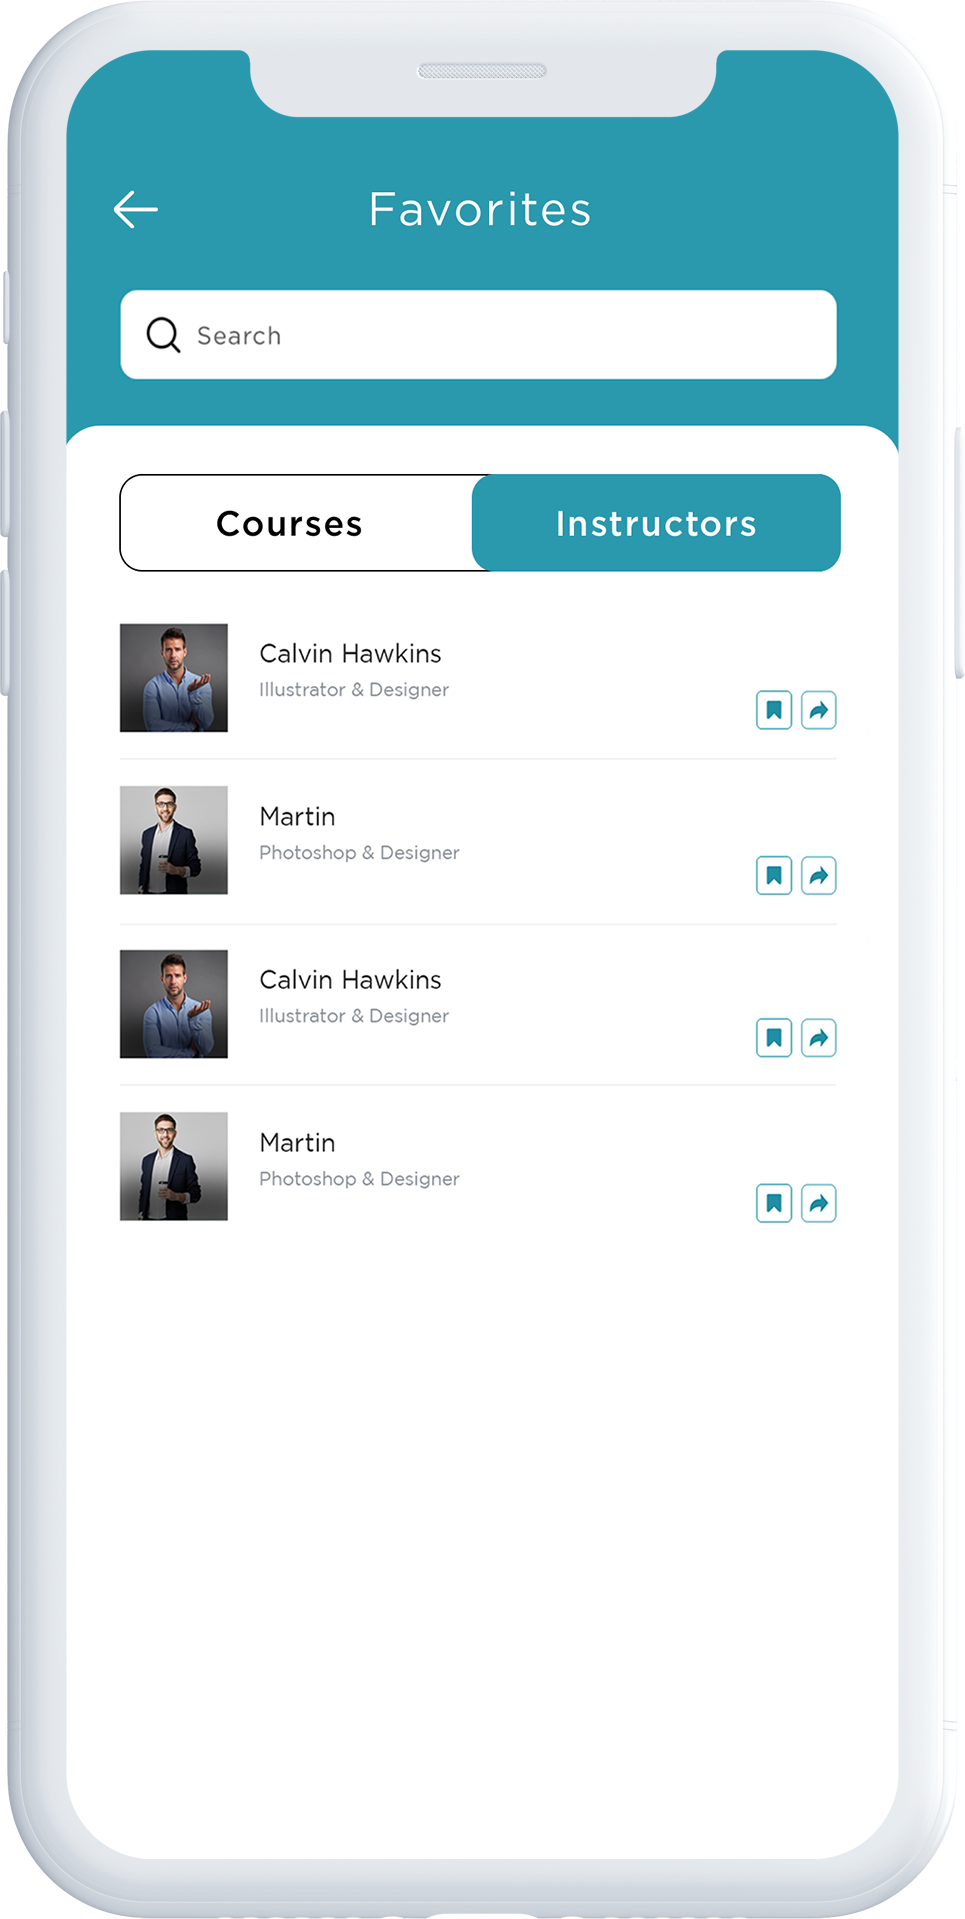 Favorites
Search
Courses
Instructors
Calvin Hawkins
Illustrator & Designer
Martin
Photoshop & Designer
Calvin Hawkins
Illustrator & Designer
Martin
Photoshop & Designer